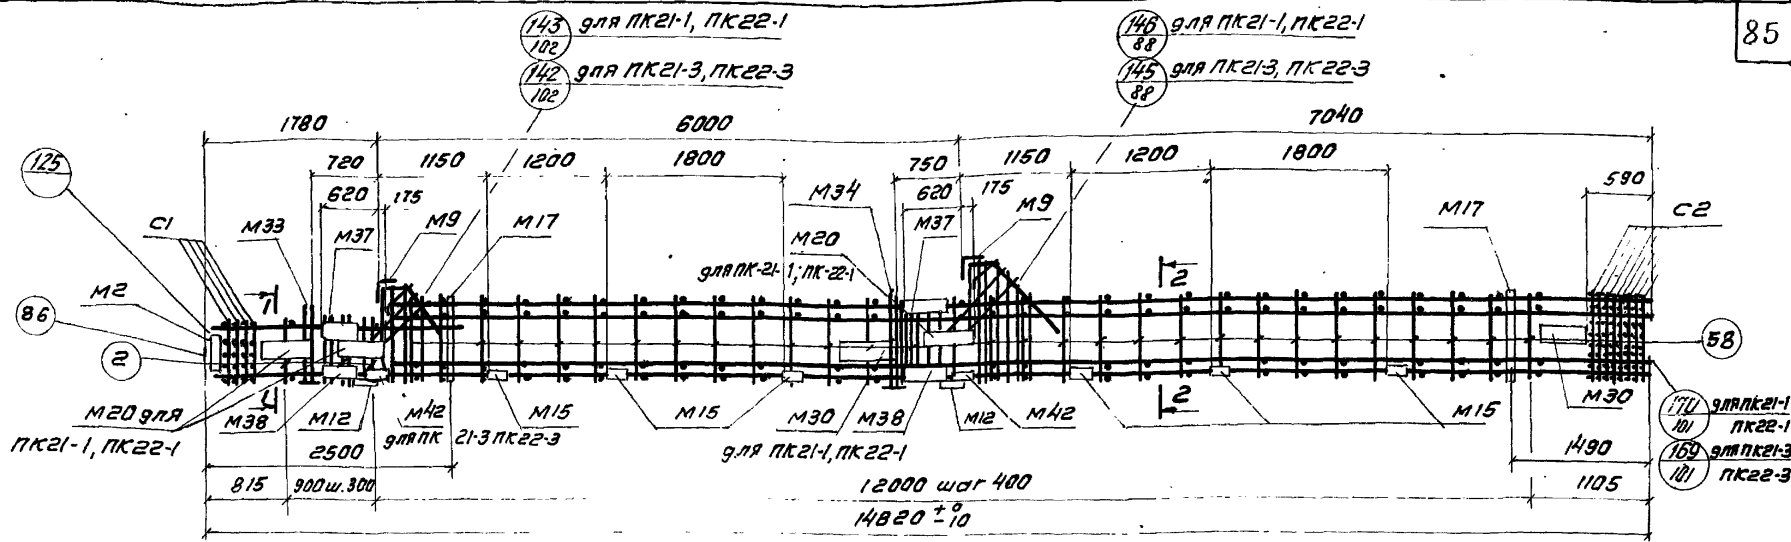 85
143 для ПК21-1, ПК22-1
102
142 для ПК21-3, ПК22-3
102
146 для ПК21-1, ПК22-1
88
145 для ПК21-3, ПК22-3
88
1780
6000
7040
125
720
1150
1200
1800
750
1150
1200
1800
590
620
175
М34
620
175
С1
М33
М37
М9
М17
М20
для ПК-21-1; ПК-22-1
М37
М9
М17
С2
М2
1
2
86
2
58
1
2
М20 для
ПК21-1, ПК22-1
М38
М12
М42
для ПК 21-3 ПК22-3
М15
М15
М30
М38
для ПК21-1, ПК22-1
М12
М42
М15
М30
для ПК21-1
101
ПК22-1
169 для ПК21-3
101
ПК22-3
2500
1490
815
900 ш.300
12000 шаг 400
1105
14820 ±0 10